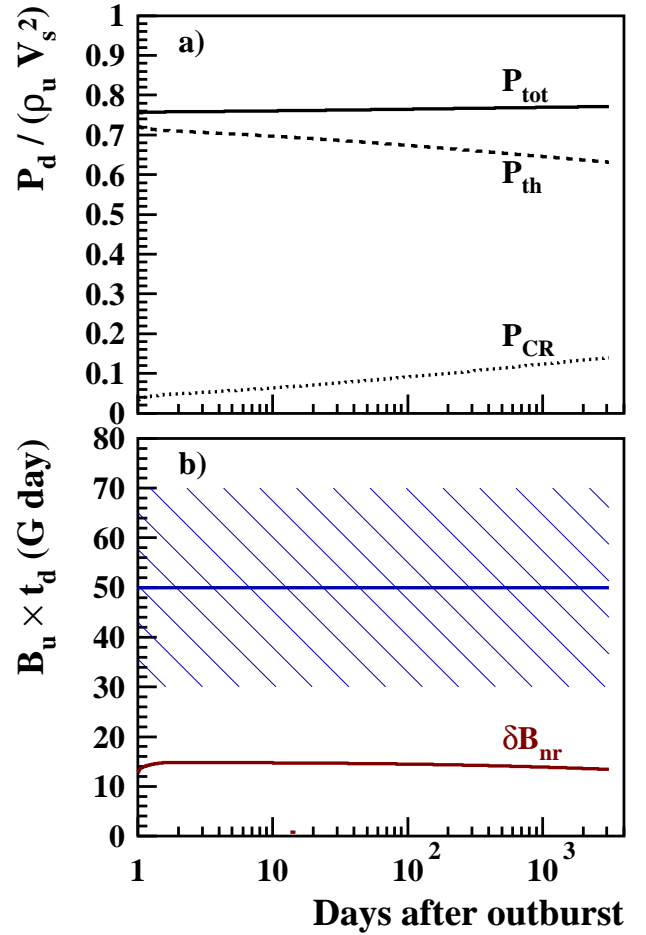 P_d / (ρ_u V_s^2)
1
0.9
0.8
0.7
0.6
0.5
0.4
0.3
0.2
0.1
0
a)
P_tot
P_th
P_CR
B_u × t_d (G day)
80
70
60
50
40
30
20
10
0
b)
δB_nr
1 10 10^2 10^3
Days after outburst